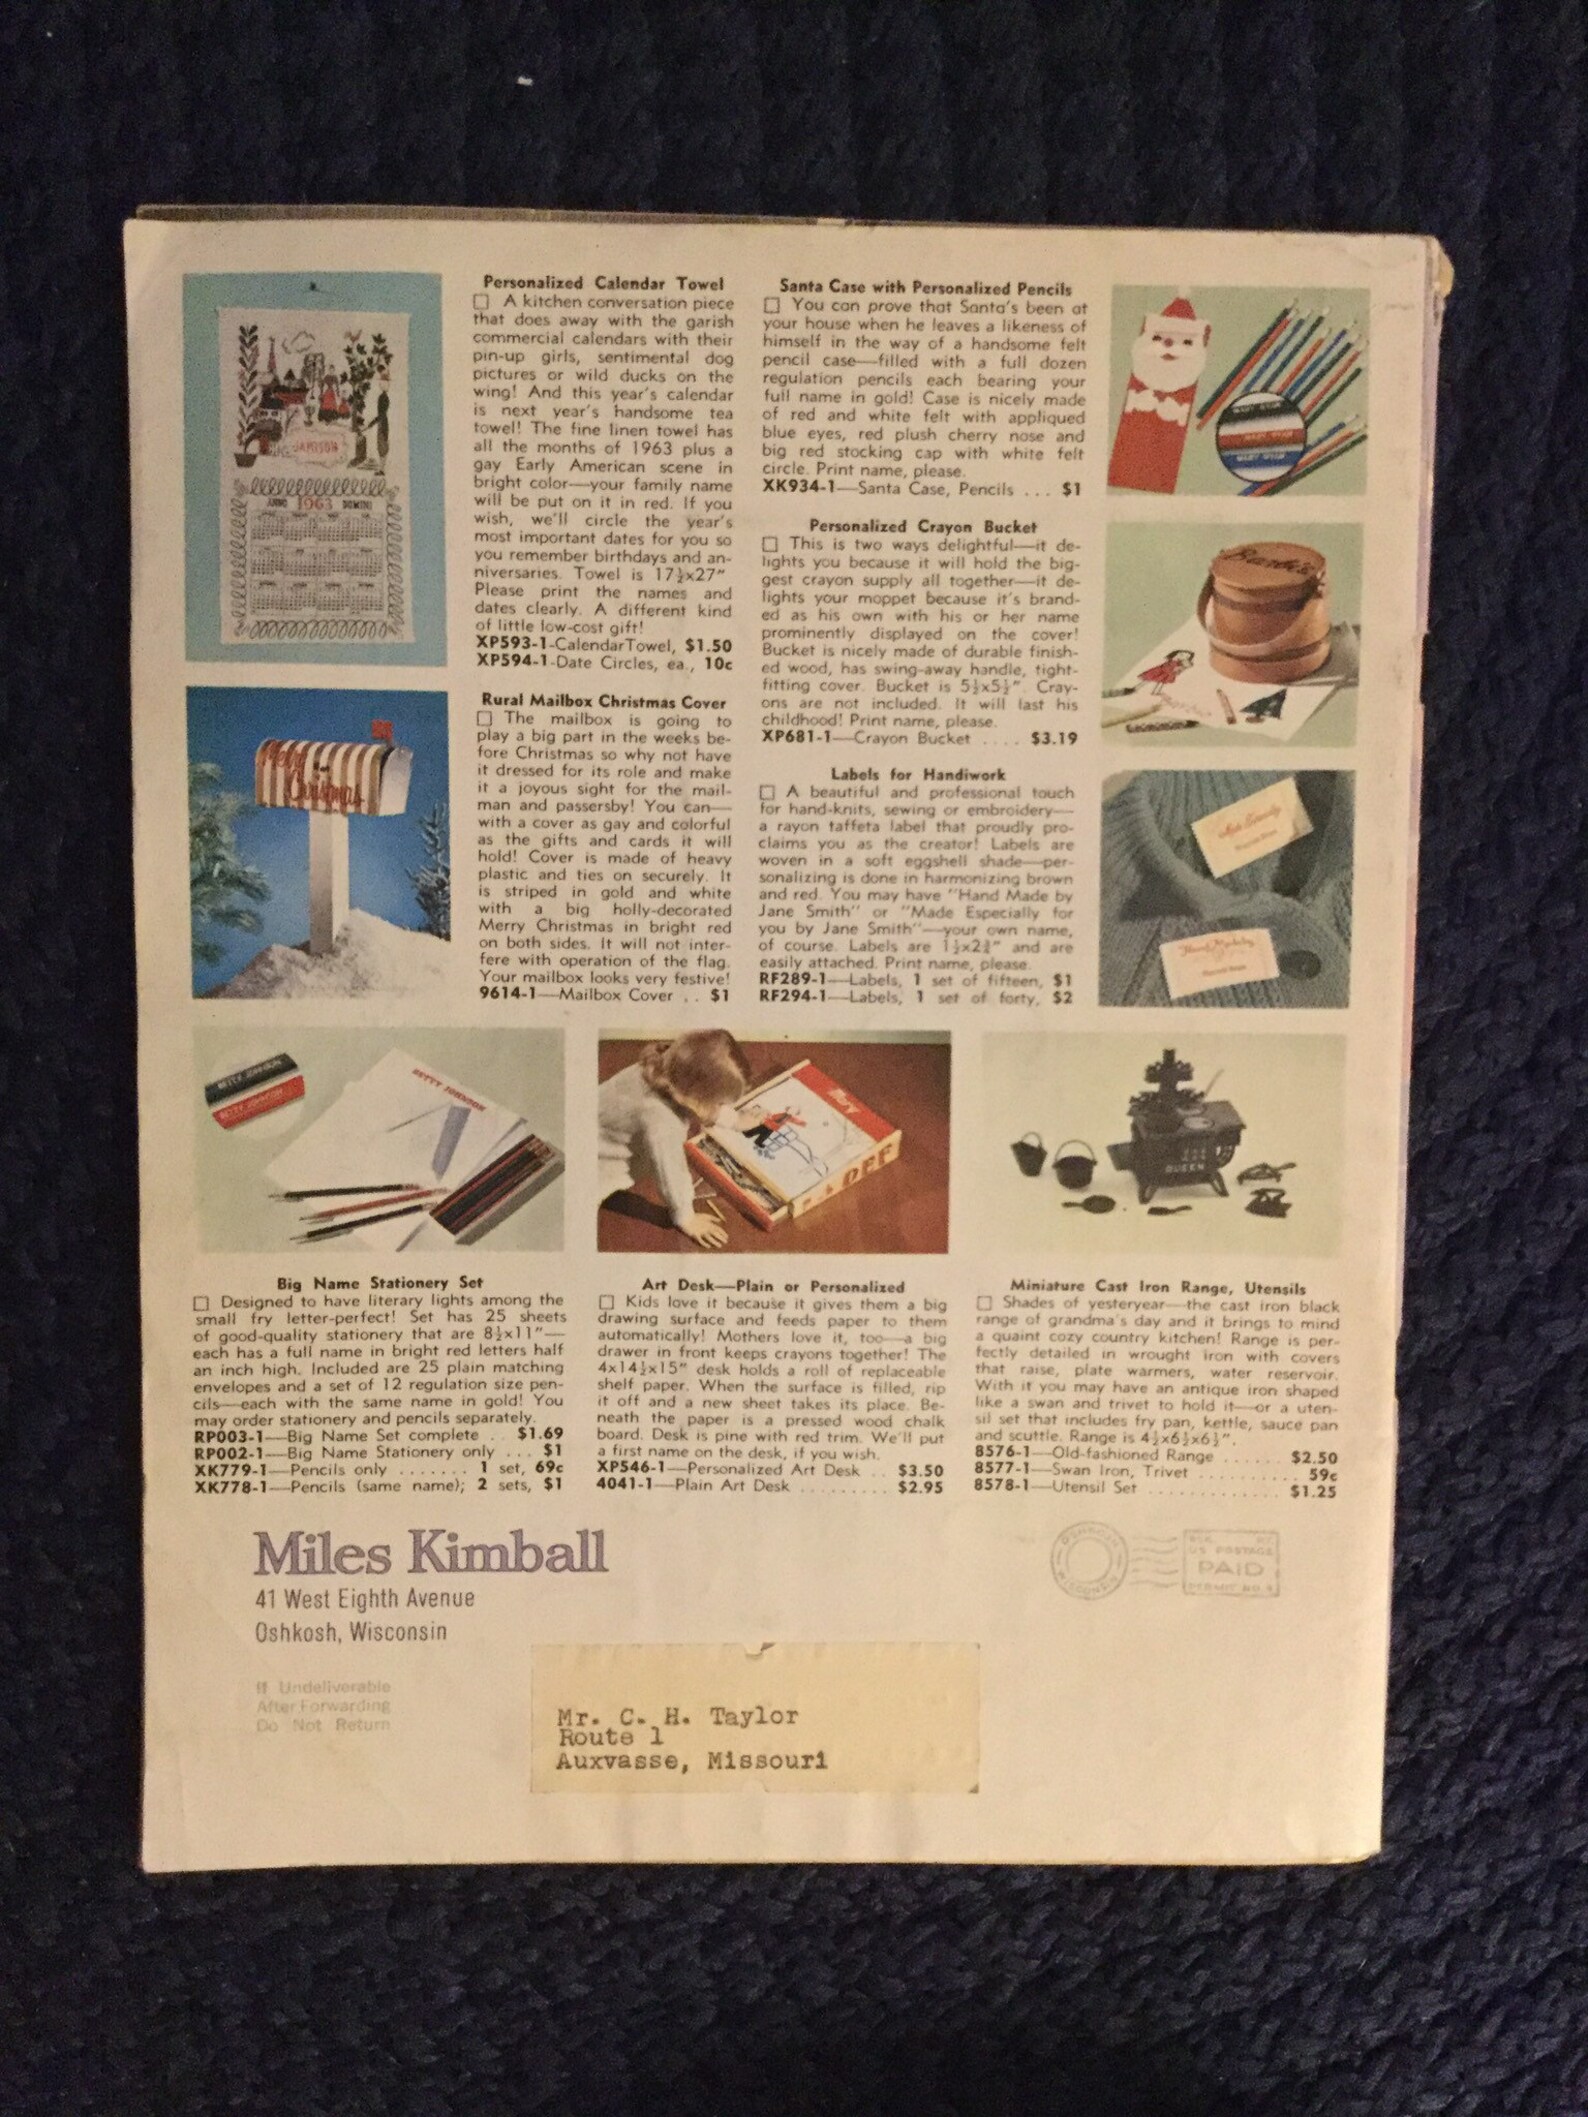 Personalized Calendar Towel
☐ A kitchen conversation piece
that does away with the garish
commercial calendars with their
pin-up girls, sentimental dog
pictures or wild ducks on the
wing! And this year's calendar
is next year's handsome tea
towel! The fine linen towel has
all the months of 1963 plus a
gay Early American scene in
bright color—your family name
will be put on it in red. If you
wish, we'll circle the year's
most important dates for you so
you remember birthdays and an-
niversaries. Towel is 17½x27"
Please print the names and
dates clearly. A different kind
of little low-cost gift!
XP593-1-CalendarTowel, $1.50
XP594-1-Date Circles, ea., 10c
JAMISON
ANNO 1963 DOMINI
Rural Mailbox Christmas Cover
☐ The mailbox is going to
play a big part in the weeks be-
fore Christmas so why not have
it dressed for its role and make
it a joyous sight for the mail-
man and passersby! You can—
with a cover as gay and colorful
as the gifts and cards it will
hold! Cover is made of heavy
plastic and ties on securely. It
is striped in gold and white
with a big holly-decorated
Merry Christmas in bright red
on both sides. It will not inter-
fere with operation of the flag.
Your mailbox looks very festive!
9614-1—Mailbox Cover .. $1
Merry
Christmas
Santa Case with Personalized Pencils
☐ You can prove that Santa's been at
your house when he leaves a likeness of
himself in the way of a handsome felt
pencil case—filled with a full dozen
regulation pencils each bearing your
full name in gold! Case is nicely made
of red and white felt with appliqued
blue eyes, red plush cherry nose and
big red stocking cap with white felt
circle. Print name, please.
XK934-1—Santa Case, Pencils ... $1
Personalized Crayon Bucket
☐ This is two ways delightful—it de-
lights you because it will hold the big-
gest crayon supply all together—it de-
lights your moppet because it's brand-
ed as his own with his or her name
prominently displayed on the cover!
Bucket is nicely made of durable finish-
ed wood, has swing-away handle, tight-
fitting cover. Bucket is 5½x5½". Cray-
ons are not included. It will last his
childhood! Print name, please.
XP681-1—Crayon Bucket .... $3.19
Labels for Handiwork
☐ A beautiful and professional touch
for hand-knits, sewing or embroidery—
a rayon taffeta label that proudly pro-
claims you as the creator! Labels are
woven in a soft eggshell shade—per-
sonalizing is done in harmonizing brown
and red. You may have "Hand Made by
Jane Smith" or "Made Especially for
you by Jane Smith"—your own name,
of course. Labels are 1½x2¾" and are
easily attached. Print name, please.
RF289-1—Labels, 1 set of fifteen, $1
RF294-1—Labels, 1 set of forty, $2
BETTY JOHNSON
BETTY JOHNSON
BETTY JOHNSON
QUEEN
Big Name Stationery Set
☐ Designed to have literary lights among the
small fry letter-perfect! Set has 25 sheets
of good-quality stationery that are 8½x11"—
each has a full name in bright red letters half
an inch high. Included are 25 plain matching
envelopes and a set of 12 regulation size pen-
cils—each with the same name in gold! You
may order stationery and pencils separately.
RP003-1—Big Name Set complete .. $1.69
RP002-1—Big Name Stationery only ... $1
XK779-1—Pencils only ....... 1 set, 69c
XK778-1—Pencils (same name); 2 sets, $1
Art Desk—Plain or Personalized
☐ Kids love it because it gives them a big
drawing surface and feeds paper to them
automatically! Mothers love it, too—a big
drawer in front keeps crayons together! The
4x14½x15" desk holds a roll of replaceable
shelf paper. When the surface is filled, rip
it off and a new sheet takes its place. Be-
neath the paper is a pressed wood chalk
board. Desk is pine with red trim. We'll put
a first name on the desk, if you wish.
XP546-1—Personalized Art Desk .. $3.50
4041-1—Plain Art Desk ......... $2.95
Miniature Cast Iron Range, Utensils
☐ Shades of yesteryear—the cast iron black
range of grandma's day and it brings to mind
a quaint cozy country kitchen! Range is per-
fectly detailed in wrought iron with covers
that raise, plate warmers, water reservoir.
With it you may have an antique iron shaped
like a swan and trivet to hold it—or a uten-
sil set that includes fry pan, kettle, sauce pan
and scuttle. Range is 4½x6½x6½".
8576-1—Old-fashioned Range ...... $2.50
8577-1—Swan Iron, Trivet .......... 59c
8578-1—Utensil Set ............. $1.25
Miles Kimball
41 West Eighth Avenue
Oshkosh, Wisconsin
OSHKOSH
WISCONSIN
US POSTAGE
PAID
PERMIT NO.
If Undeliverable
After Forwarding
Do Not Return
Mr. C. H. Taylor
Route 1
Auxvasse, Missouri